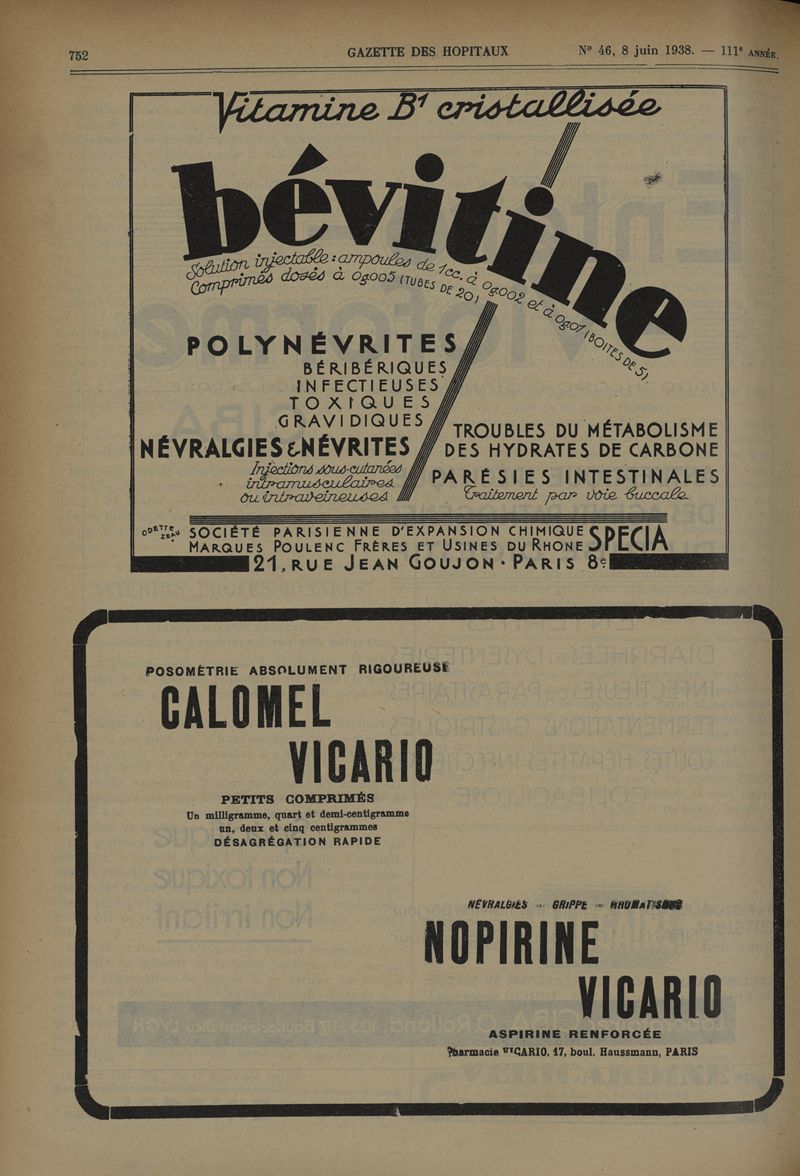 752
GAZETTE DES HOPITAUX
Nº 46, 8 juin 1938. — 111e ANNÉE.
Vitamine B1 cristallisée
bévitine
Solution injectable : ampoules de 1cc. à 0g002 et à 0g01 (BOITES DE 5)
Comprimés dosés à 0g005 (TUBES DE 20)
POLYNÉVRITES
BÉRIBÉRIQUES
INFECTIEUSES
TOXIQUES
GRAVIDIQUES
NÉVRALGIES & NÉVRITES
Injections sous-cutanées
intramusculaires
ou intraveineuses
TROUBLES DU MÉTABOLISME
DES HYDRATES DE CARBONE
PARÉSIES INTESTINALES
Traitement par voie buccale
ODETTE
ZEAU
SOCIÉTÉ PARISIENNE D'EXPANSION CHIMIQUE
MARQUES POULENC FRÈRES ET USINES DU RHONE
SPECIA
21, RUE JEAN GOUJON · PARIS 8e
POSOMÉTRIE ABSOLUMENT RIGOUREUSE
CALOMEL
VICARIO
PETITS COMPRIMÉS
Un milligramme, quart et demi-centigramme
un, deux et cinq centigrammes
DÉSAGRÉGATION RAPIDE
NÉVRALGIES - GRIPPE - RHUMATISMES
NOPIRINE
VICARIO
ASPIRINE RENFORCÉE
Pharmacie VICARIO, 17, boul. Haussmann, PARIS